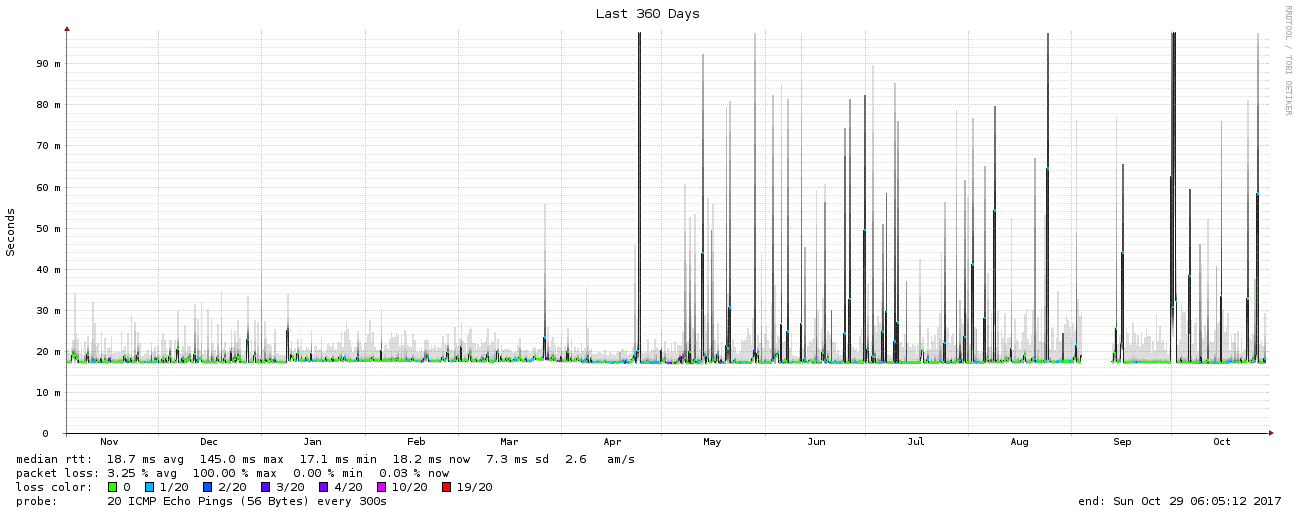 Last 360 Days
RRDTOOL / TOBI OETIKER
Seconds
90 m
80 m
70 m
60 m
50 m
40 m
30 m
20 m
10 m
0
Nov Dec Jan Feb Mar Apr May Jun Jul Aug Sep Oct
median rtt: 18.7 ms avg 145.0 ms max 17.1 ms min 18.2 ms now 7.3 ms sd 2.6 am/s
packet loss: 3.25 % avg 100.00 % max 0.00 % min 0.03 % now
loss color: 0 1/20 2/20 3/20 4/20 10/20 19/20
probe: 20 ICMP Echo Pings (56 Bytes) every 300s end: Sun Oct 29 06:05:12 2017